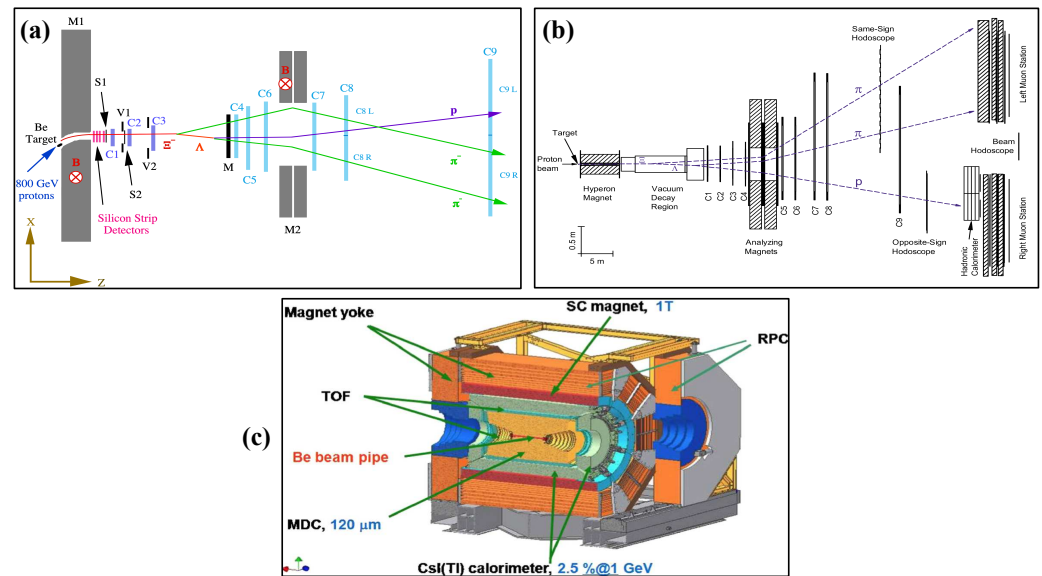 (a)
M1
S1
V1
C2
C3
Be
Target
C1
S2
V2
B
800 GeV
protons
Silicon Strip
Detectors
Ξ⁻
Λ
M
C4
C5
C6
B
M2
C7
C8
C8 L
C8 R
C9
C9 L
C9 R
p
π⁻
π⁻
X
Z
(b)
Same-Sign
Hodoscope
Left Muon Station
Target
Proton
beam
Hyperon
Magnet
Ξ
Λ
Vacuum
Decay
Region
C1
C2
C3
C4
Analyzing
Magnets
C5
C6
C7
C8
C9
π
π
p
Beam
Hodoscope
Opposite-Sign
Hodoscope
Hadronic
Calorimeter
Right Muon Station
0.5 m
5 m
(c)
Magnet yoke
SC magnet, 1T
RPC
TOF
Be beam pipe
MDC, 120 μm
CsI(Tl) calorimeter, 2.5 %@1 GeV